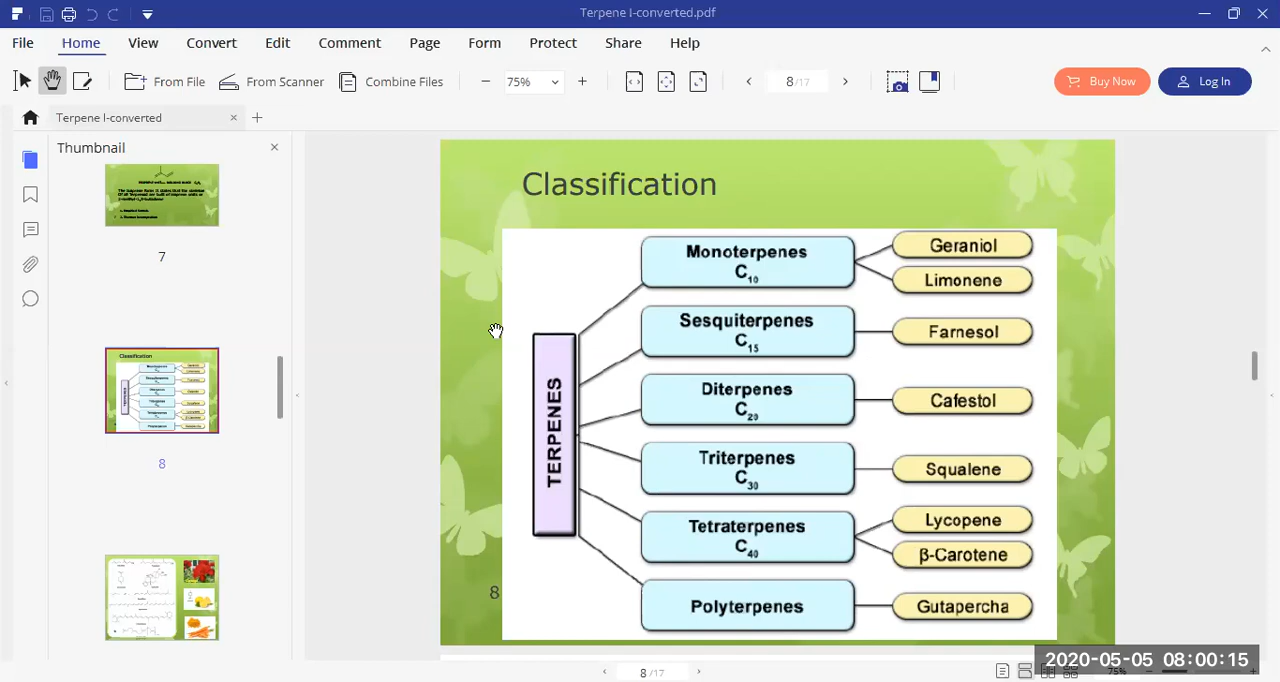 Terpene I-converted.pdf
File Home View Convert Edit Comment Page Form Protect Share Help
From File From Scanner Combine Files 75% 8/17 Buy Now Log In
Terpene I-converted
Thumbnail
7
Classification
8
Classification
TERPENES
Monoterpenes
C10
Geraniol
Limonene
Sesquiterpenes
C15
Farnesol
Diterpenes
C20
Cafestol
Triterpenes
C30
Squalene
Tetraterpenes
C40
Lycopene
β-Carotene
Polyterpenes
Gutapercha
8
8/17
75%
2020-05-05 08:00:15